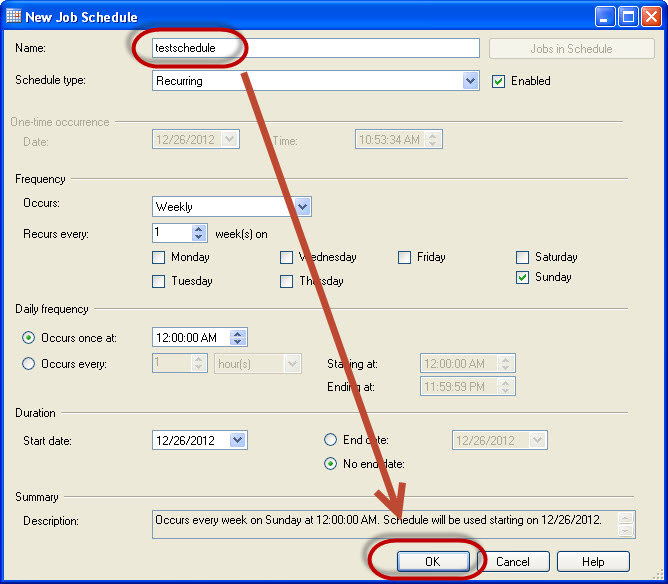 New Job Schedule
Name: testschedule Jobs in Schedule
Schedule type: Recurring Enabled
One-time occurrence
Date: 12/26/2012 Time: 10:53:34 AM
Frequency
Occurs: Weekly
Recurs every: 1 week(s) on
Monday Wednesday Friday Saturday
Tuesday Thursday Sunday
Daily frequency
Occurs once at: 12:00:00 AM
Occurs every: 1 hour(s) Starting at: 12:00:00 AM
Ending at: 11:59:59 PM
Duration
Start date: 12/26/2012 End date: 12/26/2012
No end date:
Summary
Description: Occurs every week on Sunday at 12:00:00 AM. Schedule will be used starting on 12/26/2012.
OK Cancel Help